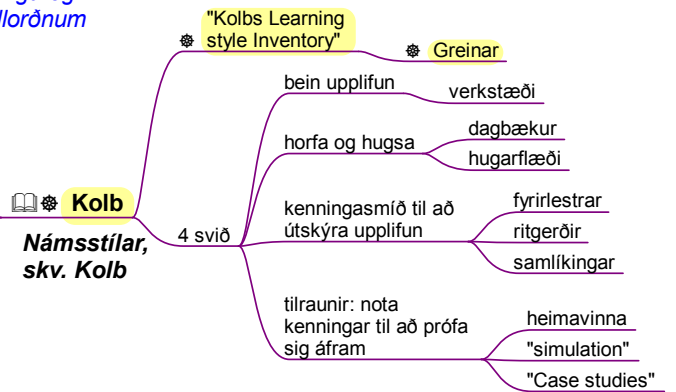 llorðnum
"Kolbs Learning
style Inventory"
Greinar
bein upplifun
verkstæði
horfa og hugsa
dagbækur
hugarflæði
Kolb
Námsstílar,
skv. Kolb
4 svið
kenningasmíð til að
útskýra upplifun
fyrirlestrar
ritgerðir
samlíkingar
tilraunir: nota
kenningar til að prófa
sig áfram
heimavinna
"simulation"
"Case studies"